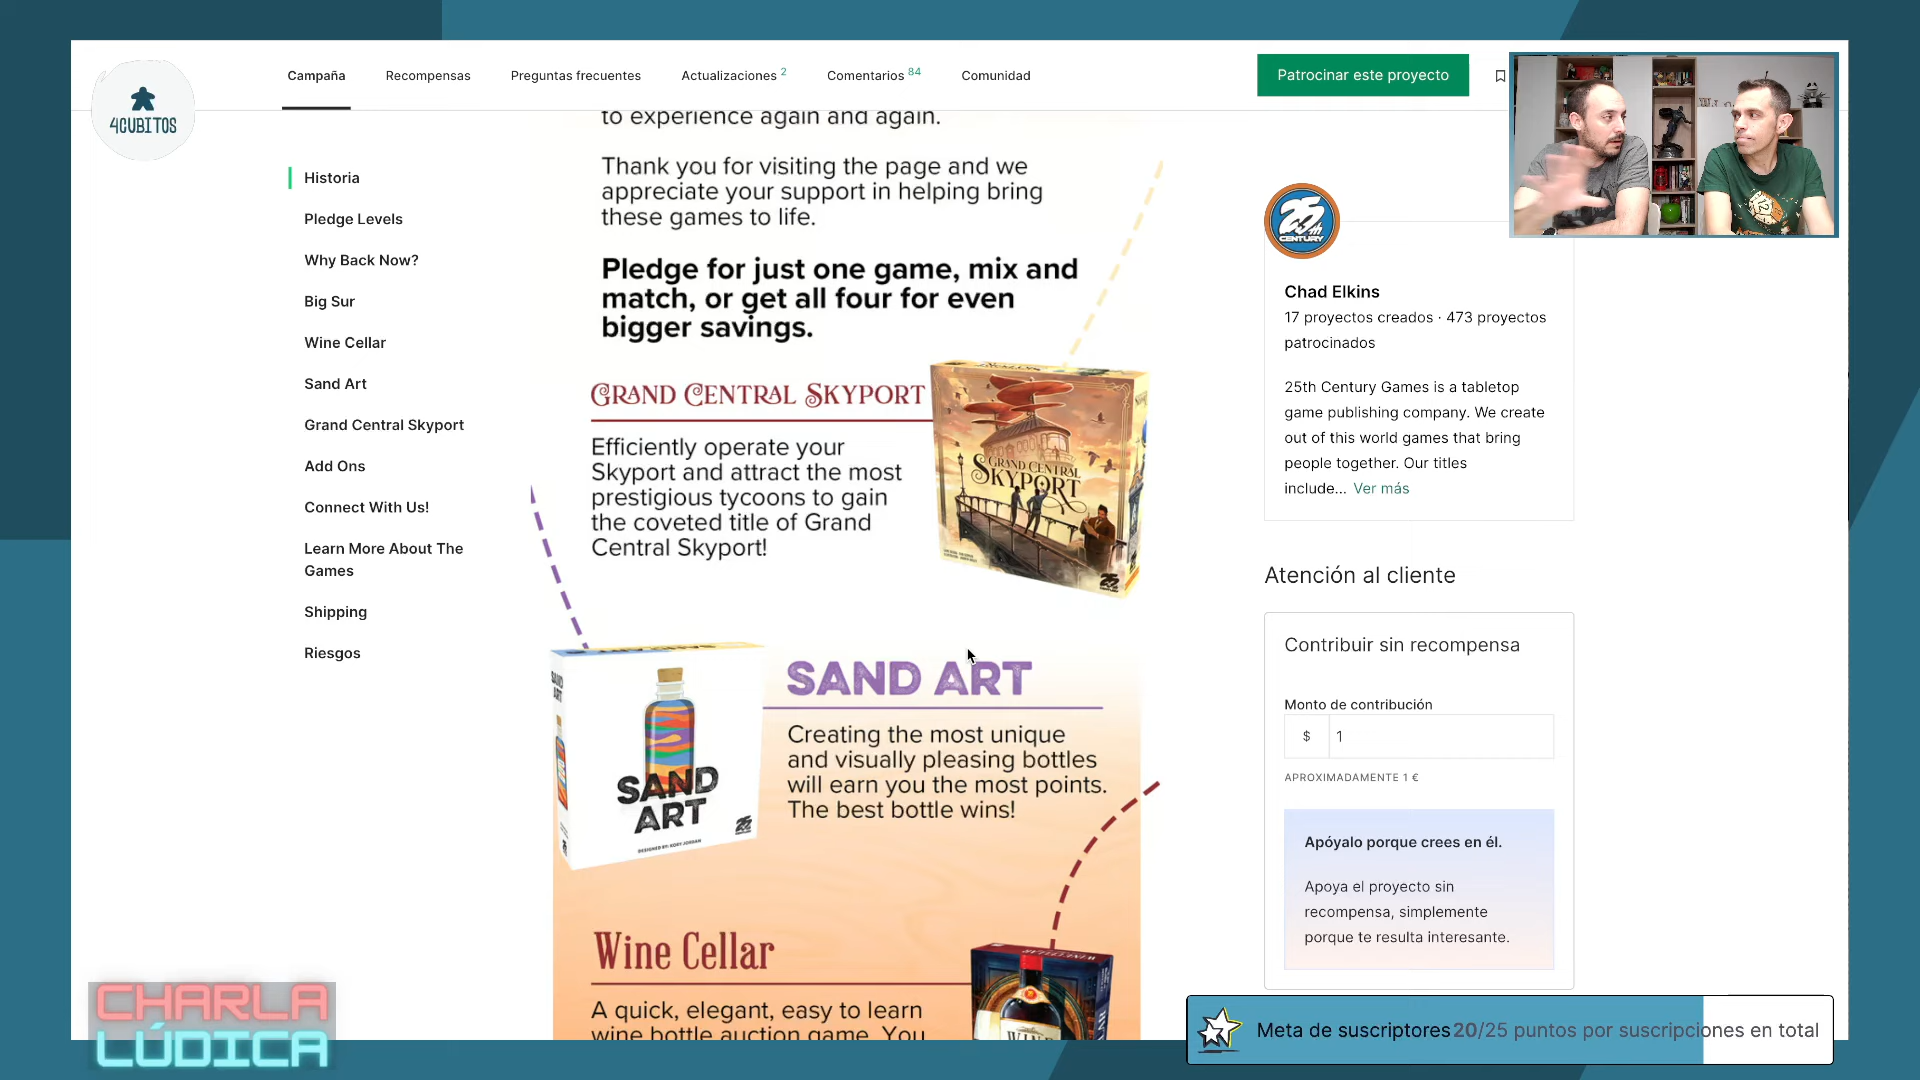 4CUBITOS
Campaña
Recompensas
Preguntas frecuentes
Actualizaciones 2
Comentarios 84
Comunidad
Patrocinar este proyecto
Historia
Pledge Levels
Why Back Now?
Big Sur
Wine Cellar
Sand Art
Grand Central Skyport
Add Ons
Connect With Us!
Learn More About The
Games
Shipping
Riesgos
to experience again and again.
Thank you for visiting the page and we
appreciate your support in helping bring
these games to life.
Pledge for just one game, mix and
match, or get all four for even
bigger savings.
GRAND CENTRAL SKYPORT
Efficiently operate your
Skyport and attract the most
prestigious tycoons to gain
the coveted title of Grand
Central Skyport!
GRAND CENTRAL
SKYPORT
25
SAND ART
Creating the most unique
and visually pleasing bottles
will earn you the most points.
The best bottle wins!
SAND
ART
SAND
ART
DESIGNED BY: KORY JORDAN
25
Wine Cellar
A quick, elegant, easy to learn
wine bottle auction game. You
WINE
25th
CENTURY
Chad Elkins
17 proyectos creados · 473 proyectos
patrocinados
25th Century Games is a tabletop
game publishing company. We create
out of this world games that bring
people together. Our titles
include... Ver más
Atención al cliente
Contribuir sin recompensa
Monto de contribución
$ 1
APROXIMADAMENTE 1 €
Apóyalo porque crees en él.
Apoya el proyecto sin
recompensa, simplemente
porque te resulta interesante.
CHARLA
LÚDICA
Meta de suscriptores 20/25 puntos por suscripciones en total